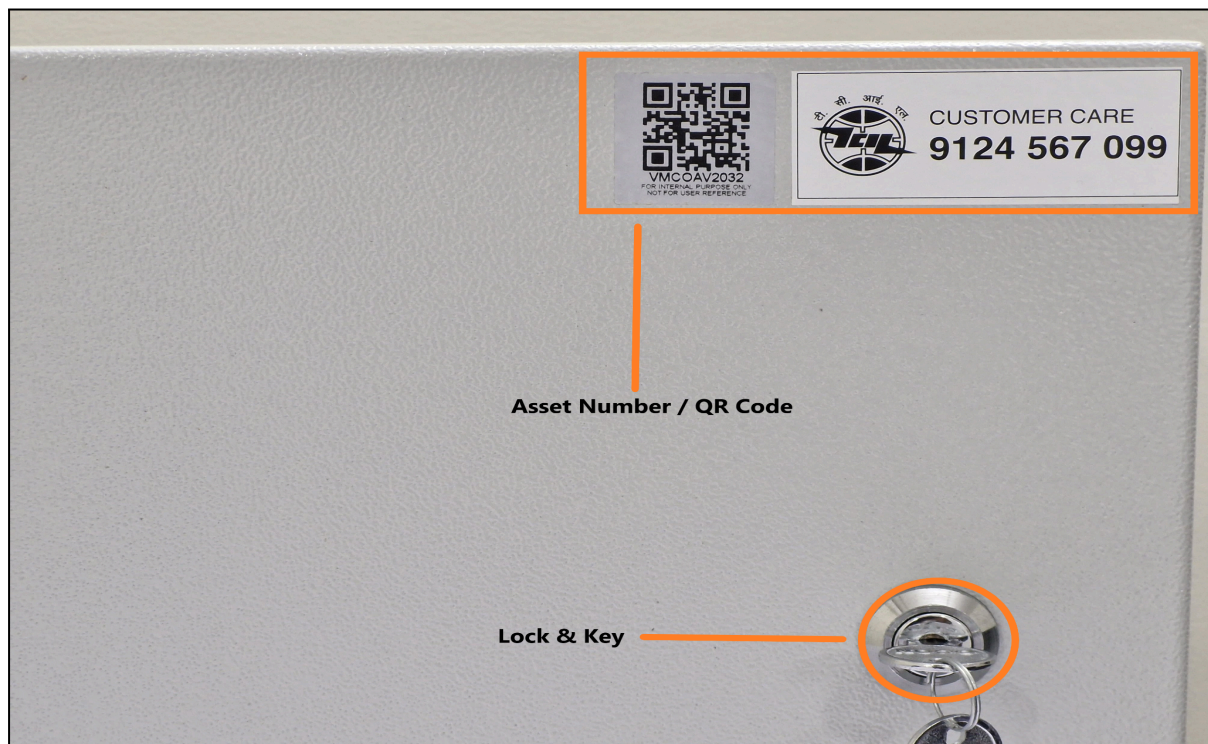 VMCOAV2032
FOR INTERNAL PURPOSE ONLY
NOT FOR USER REFERENCE
टी. सी. आई. एल.
TCIL
CUSTOMER CARE
9124 567 099
Asset Number / QR Code
Lock & Key